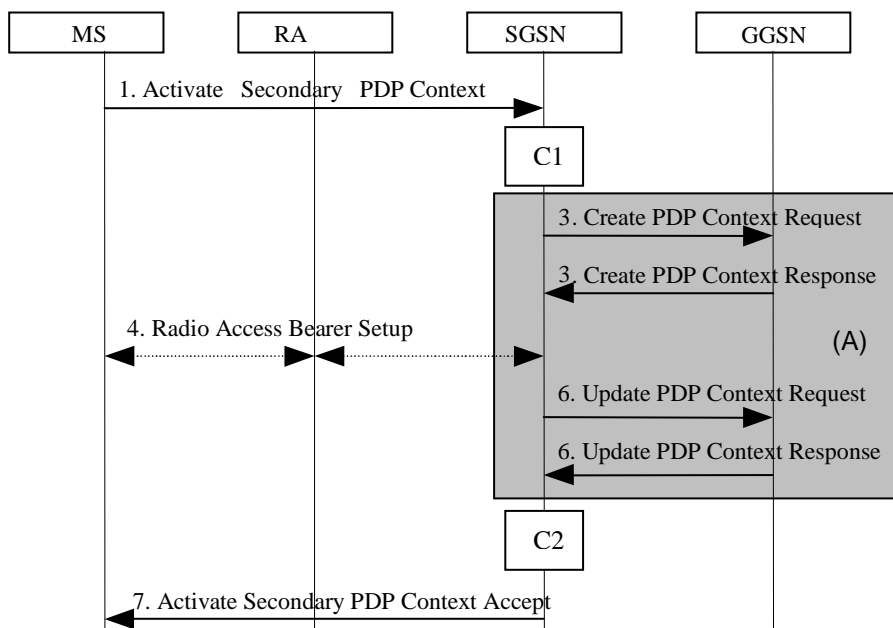 MS RA SGSN GGSN
1. Activate Secondary PDP Context
C1
3. Create PDP Context Request
3. Create PDP Context Response
4. Radio Access Bearer Setup
(A)
6. Update PDP Context Request
6. Update PDP Context Response
C2
7. Activate Secondary PDP Context Accept